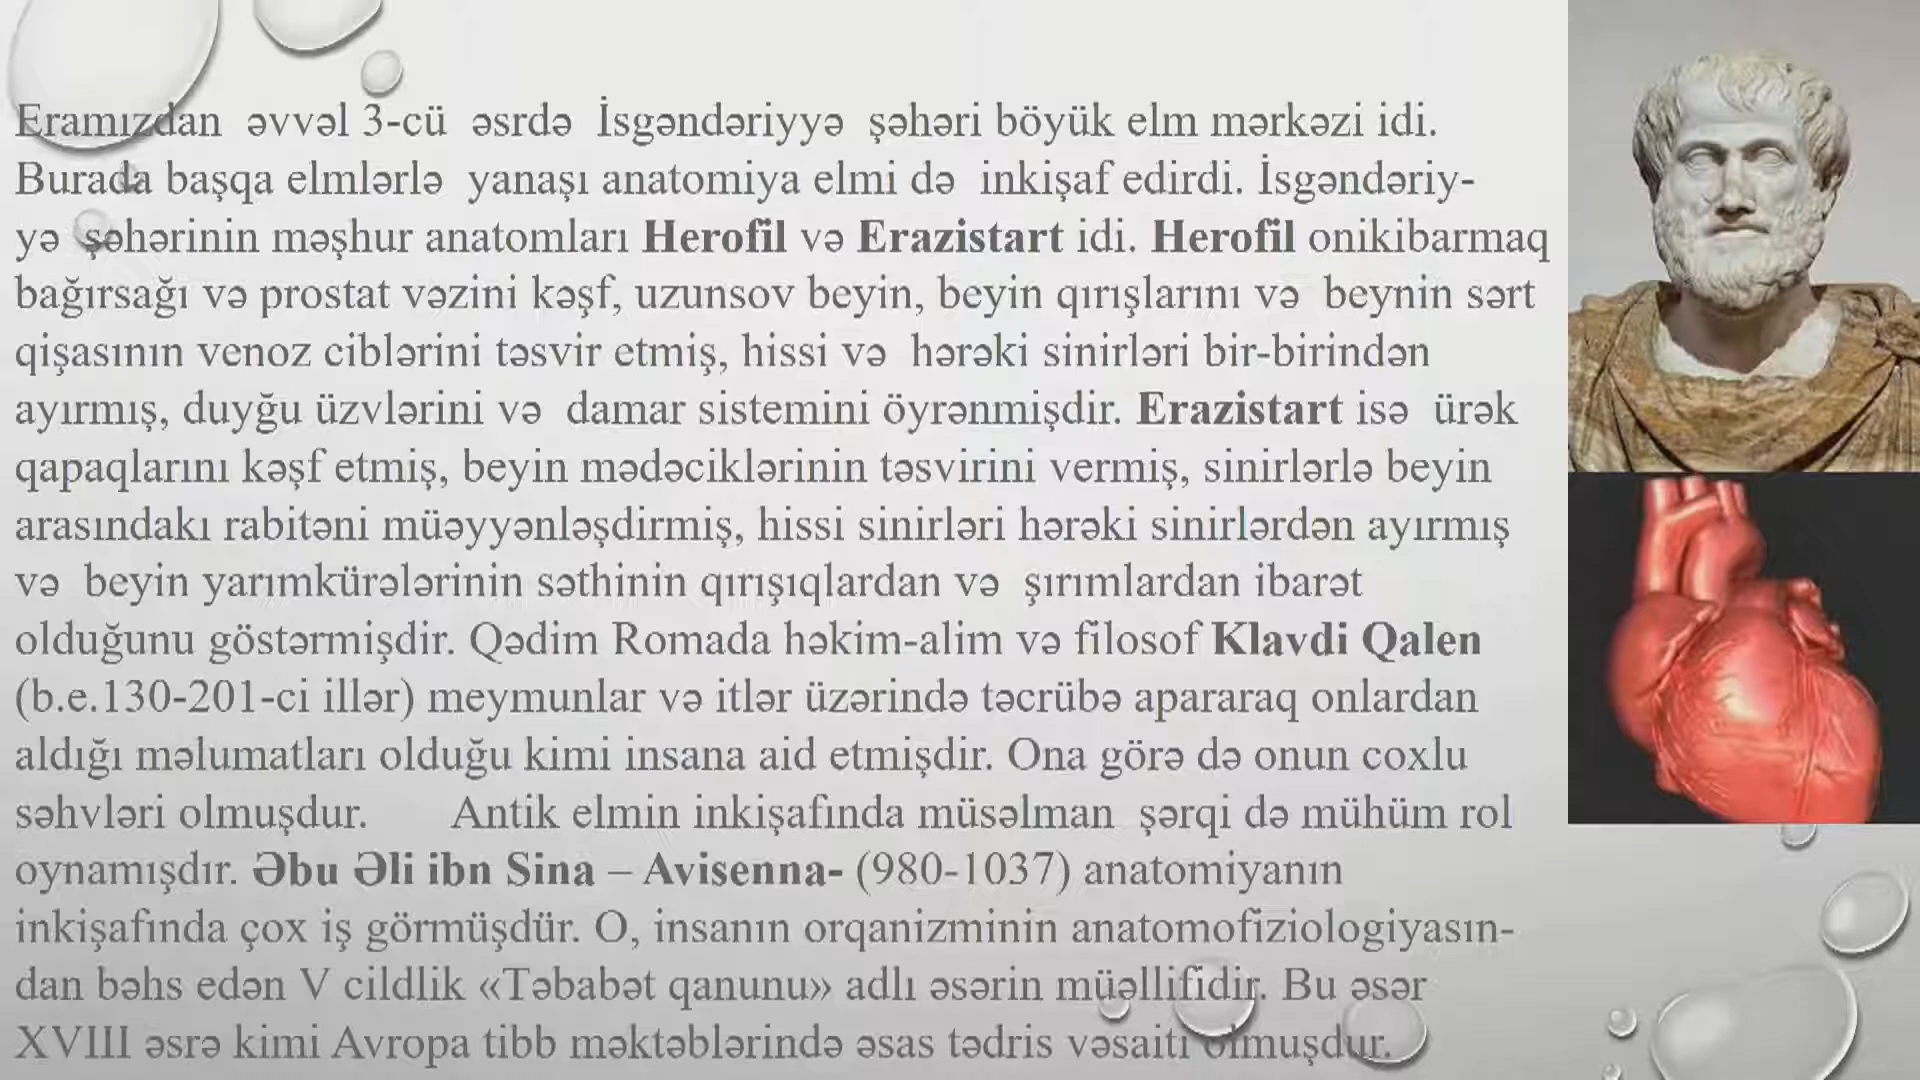 Eramızdan əvvəl 3-cü əsrdə İsgəndəriyyə şəhəri böyük elm mərkəzi idi.
Burada başqa elmlərlə yanaşı anatomiya elmi də inkişaf edirdi. İsgəndəriy-
yə şəhərinin məşhur anatomları Herofil və Erazistart idi. Herofil onikibarmaq
bağırsağı və prostat vəzini kəşf, uzunsov beyin, beyin qırışlarını və beynin sərt
qişasının venoz ciblərini təsvir etmiş, hissi və hərəki sinirləri bir-birindən
ayırmış, duyğu üzvlərini və damar sistemini öyrənmişdir. Erazistart isə ürək
qapaqlarını kəşf etmiş, beyin mədəciklərinin təsvirini vermiş, sinirlərlə beyin
arasındakı rabitəni müəyyənləşdirmiş, hissi sinirləri hərəki sinirlərdən ayırmış
və beyin yarımkürələrinin səthinin qırışıqlardan və şırımlardan ibarət
olduğunu göstərmişdir. Qədim Romada həkim-alim və filosof Klavdi Qalen
(b.e.130-201-ci illər) meymunlar və itlər üzərində təcrübə apararaq onlardan
aldığı məlumatları olduğu kimi insana aid etmişdir. Ona görə də onun coxlu
səhvləri olmuşdur. Antik elmin inkişafında müsəlman şərqi də mühüm rol
oynamışdır. Əbu Əli ibn Sina – Avisenna- (980-1037) anatomiyanın
inkişafında çox iş görmüşdür. O, insanın orqanizminin anatomofiziologiyasın-
dan bəhs edən V cildlik «Təbabət qanunu» adlı əsərin müəllifidir. Bu əsər
XVIII əsrə kimi Avropa tibb məktəblərində əsas tədris vəsaiti olmuşdur.